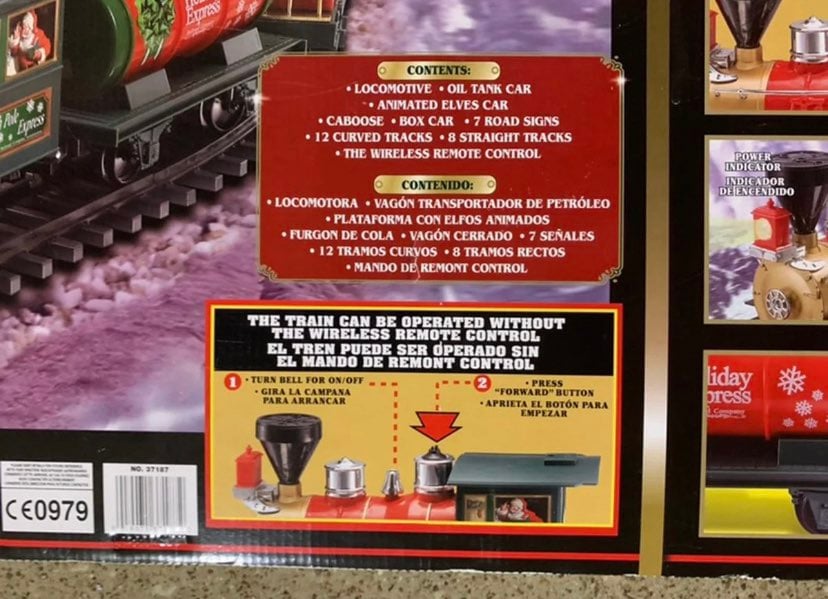 Holiday
Express
Pole
Express
CONTENTS:
• LOCOMOTIVE • OIL TANK CAR
• ANIMATED ELVES CAR
• CABOOSE • BOX CAR • 7 ROAD SIGNS
• 12 CURVED TRACKS • 8 STRAIGHT TRACKS
• THE WIRELESS REMOTE CONTROL
CONTENIDO:
• LOCOMOTORA • VAGÓN TRANSPORTADOR DE PETRÓLEO
• PLATAFORMA CON ELFOS ANIMADOS
• FURGON DE COLA • VAGÓN CERRADO • 7 SEÑALES
• 12 TRAMOS CURVOS • 8 TRAMOS RECTOS
• MANDO DE REMONT CONTROL
THE TRAIN CAN BE OPERATED WITHOUT
THE WIRELESS REMOTE CONTROL
EL TREN PUEDE SER OPERADO SIN
EL MANDO DE REMONT CONTROL
1 • TURN BELL FOR ON/OFF
• GIRA LA CAMPANA
PARA ARRANCAR
2 • PRESS
"FORWARD" BUTTON
• APRIETA EL BOTÓN PARA
EMPEZAR
CE0979
NO. 37187
POWER
INDICATOR
INDICADOR
DE ENCENDIDO
liday
press
Company